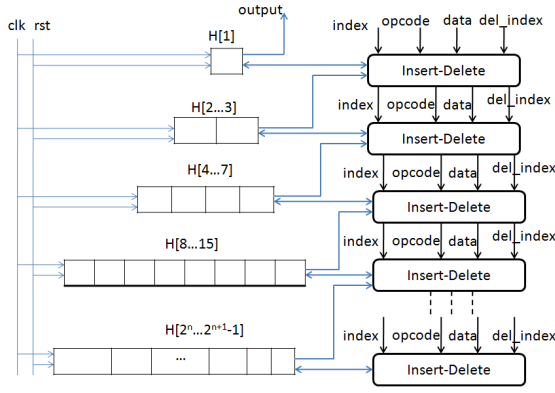 output
clk rst
H[1]
index opcode data del_index
Insert-Delete
H[2...3]
index opcode data del_index
Insert-Delete
H[4...7]
index opcode data del_index
Insert-Delete
H[8...15]
index opcode data del_index
Insert-Delete
H[2ⁿ...2ⁿ⁺¹-1]
index opcode data del_index
...
Insert-Delete